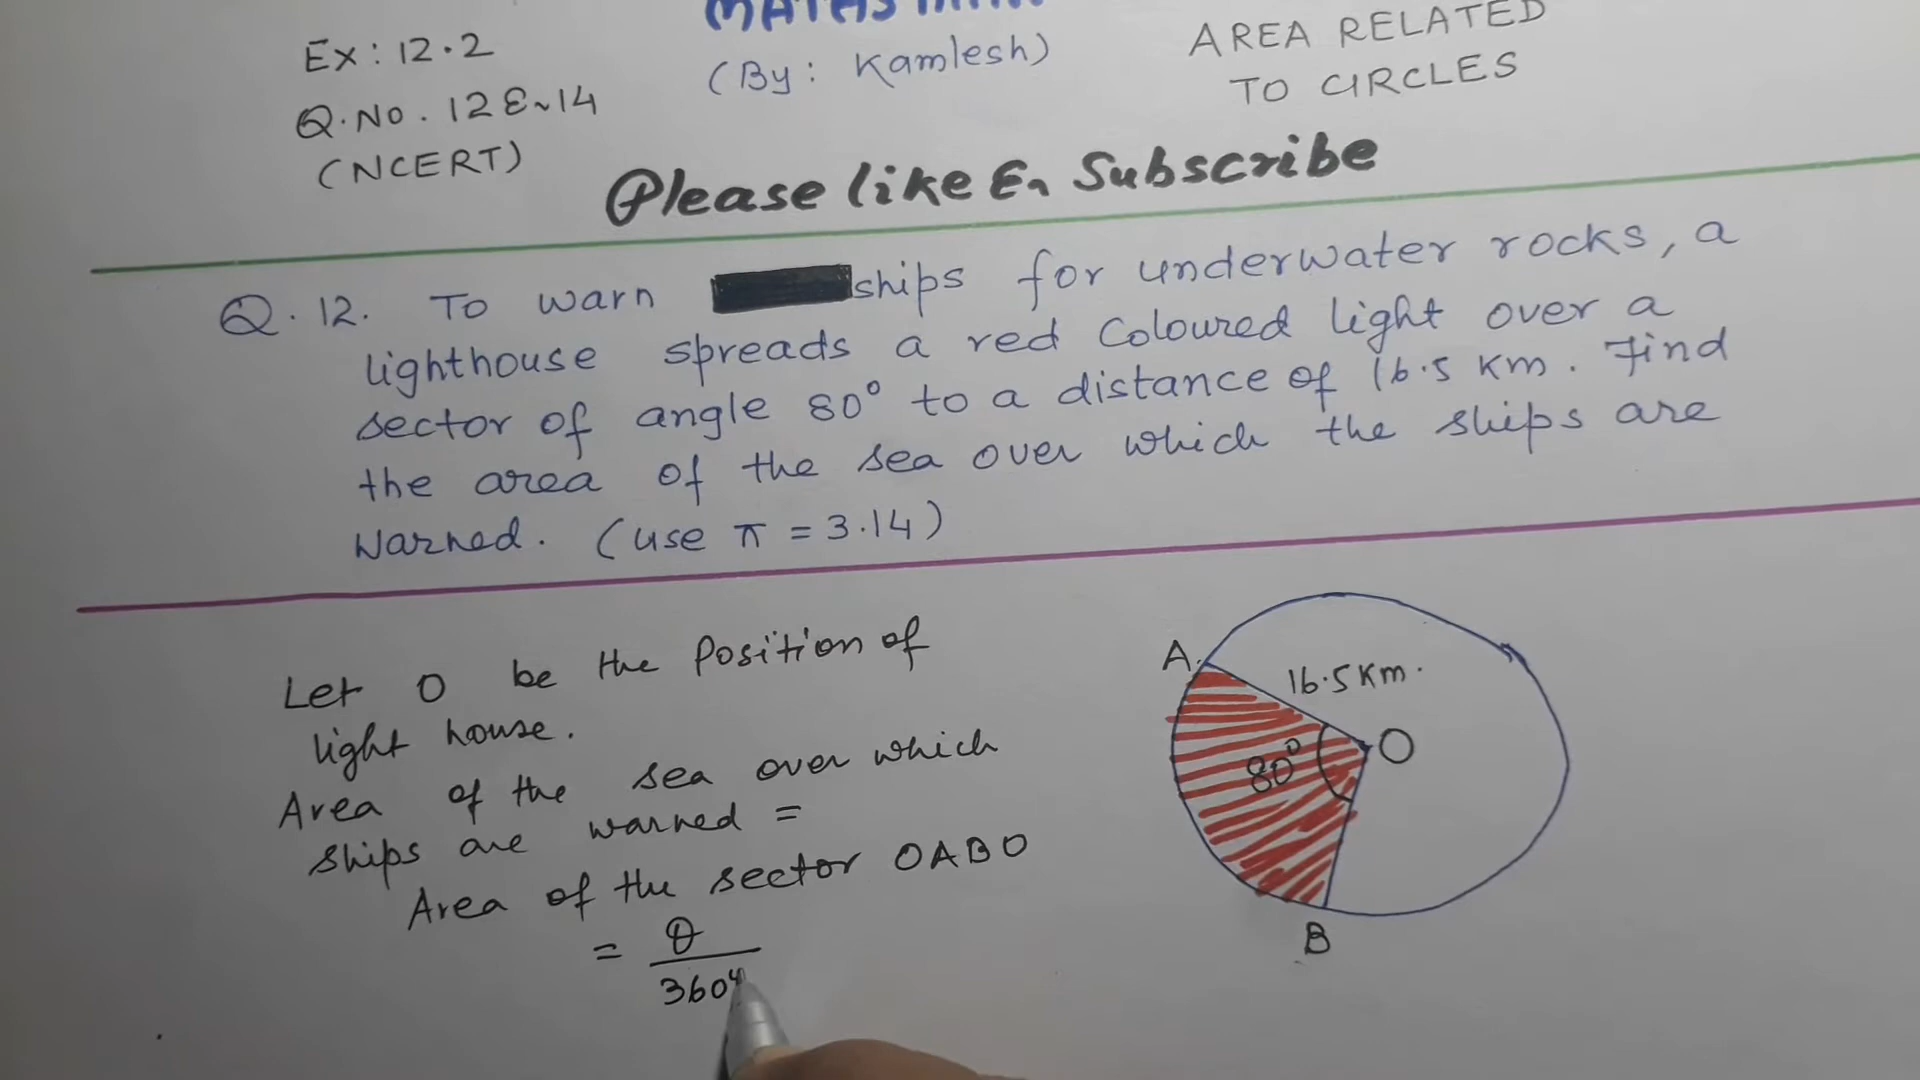 Ex: 12.2
Q.No. 12 & 14
(NCERT)
MATHS
(By: Kamlesh)
AREA RELATED
TO CIRCLES
Please like & Subscribe
Q.12. To warn ships for underwater rocks, a
lighthouse spreads a red Coloured light over a
sector of angle 80° to a distance of 16.5 km. Find
the area of the sea over which the ships are
warned. (use π = 3.14)
Let O be the Position of
light house.
Area of the sea over which
ships are warned =
Area of the sector OABO
= θ
360°
A.
16.5 Km.
80°
O
B